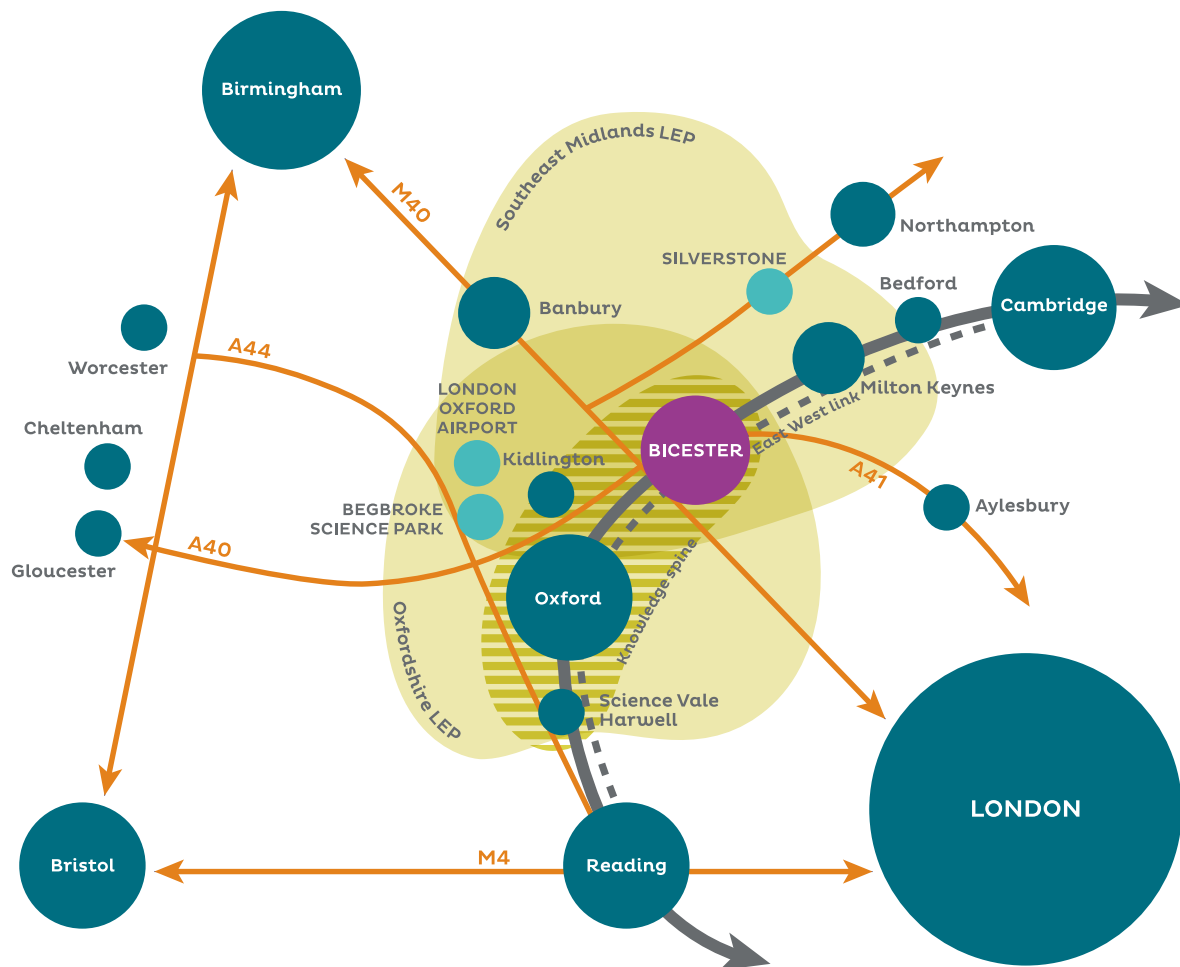 Birmingham
Southeast Midlands LEP
M40
Northampton
SILVERSTONE
Bedford
Cambridge
Banbury
Worcester
A44
LONDON
OXFORD
AIRPORT
Milton Keynes
East West link
Cheltenham
Kidlington
BICESTER
A41
Aylesbury
BEGBROKE
SCIENCE PARK
A40
Gloucester
Oxford
Knowledge spine
Oxfordshire LEP
Science Vale
Harwell
LONDON
M4
Bristol
Reading